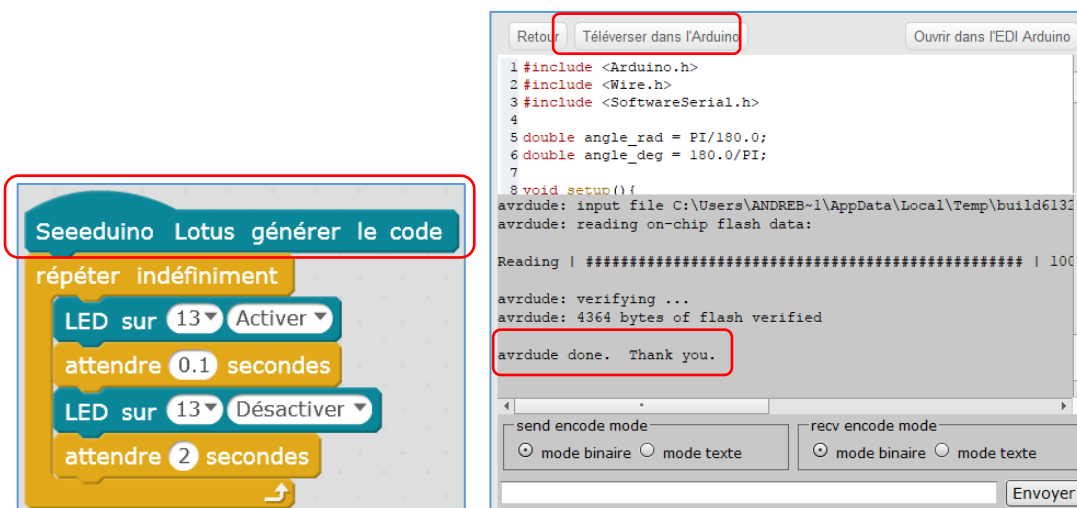 Seeeduino Lotus générer le code
répéter indéfiniment
LED sur 13 Activer
attendre 0.1 secondes
LED sur 13 Désactiver
attendre 2 secondes
Retour Téléverser dans l'Arduino Ouvrir dans l'EDI Arduino
1 #include <Arduino.h>
2 #include <Wire.h>
3 #include <SoftwareSerial.h>
4
5 double angle_rad = PI/180.0;
6 double angle_deg = 180.0/PI;
7
8 void setup(){
avrdude: input file C:\Users\ANDREB~1\AppData\Local\Temp\build6132
avrdude: reading on-chip flash data:
Reading | ################################################## | 100
avrdude: verifying ...
avrdude: 4364 bytes of flash verified
avrdude done.  Thank you.
send encode mode recv encode mode
mode binaire mode texte mode binaire mode texte
Envoyer